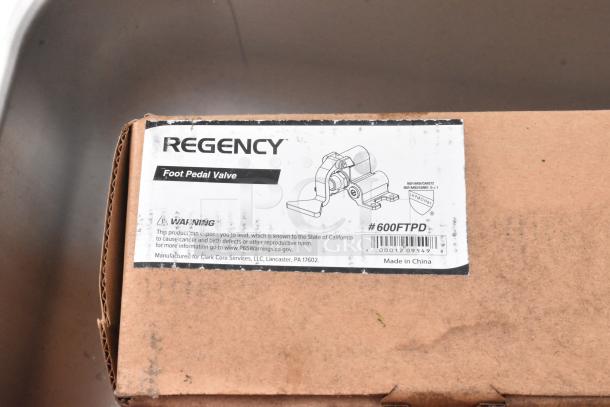 REGENCY
Foot Pedal Valve
WARNING
This product can expose you to lead, which is known to the State of California
to cause cancer and birth defects or other reproductive harm.
for more information go to www.P65Warnings.ca.gov.
Manufactured for Clark Core Services, LLC, Lancaster, PA 17602.
#600FTPD
Made in China